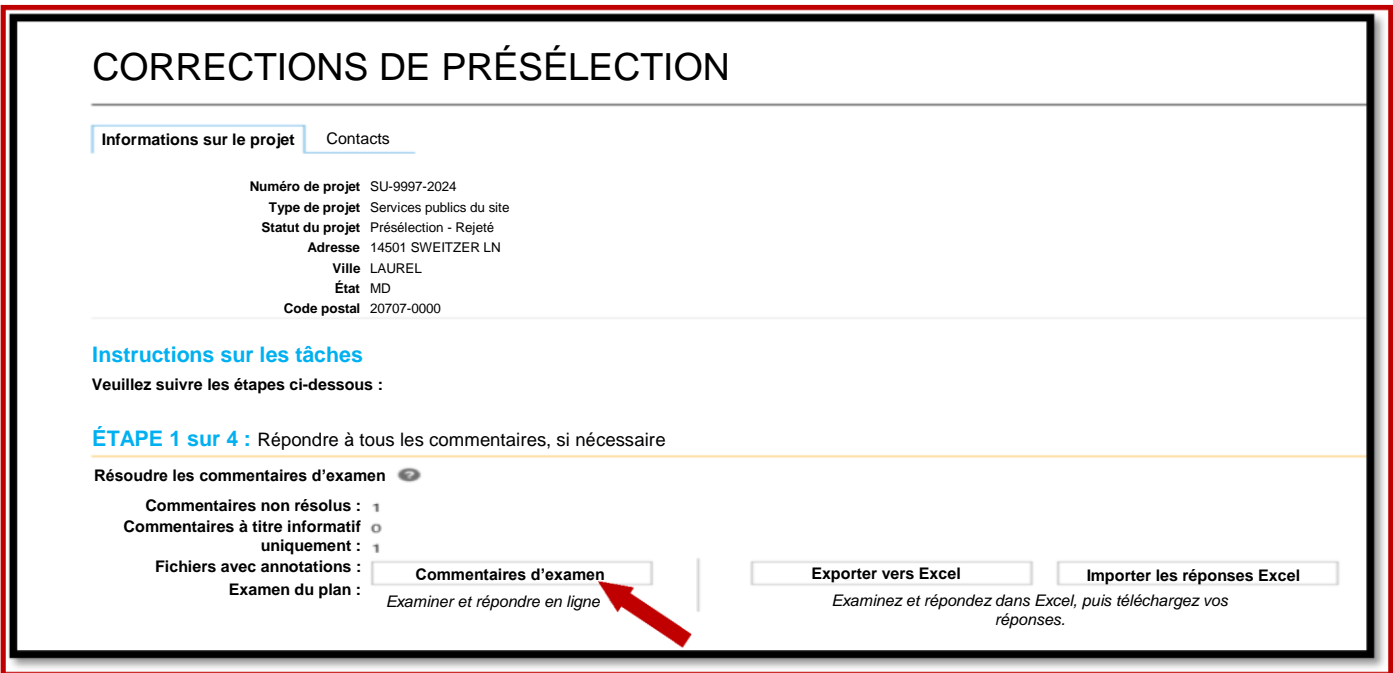 CORRECTIONS DE PRÉSÉLECTION
Informations sur le projet Contacts
Numéro de projet SU-9997-2024
Type de projet Services publics du site
Statut du projet Présélection - Rejeté
Adresse 14501 SWEITZER LN
Ville LAUREL
État MD
Code postal 20707-0000
Instructions sur les tâches
Veuillez suivre les étapes ci-dessous :
ÉTAPE 1 sur 4 : Répondre à tous les commentaires, si nécessaire
Résoudre les commentaires d'examen ?
Commentaires non résolus : 1
Commentaires à titre informatif 0
uniquement : 1
Fichiers avec annotations :
Examen du plan :
Commentaires d'examen
Examiner et répondre en ligne
Exporter vers Excel Importer les réponses Excel
Examinez et répondez dans Excel, puis téléchargez vos
réponses.